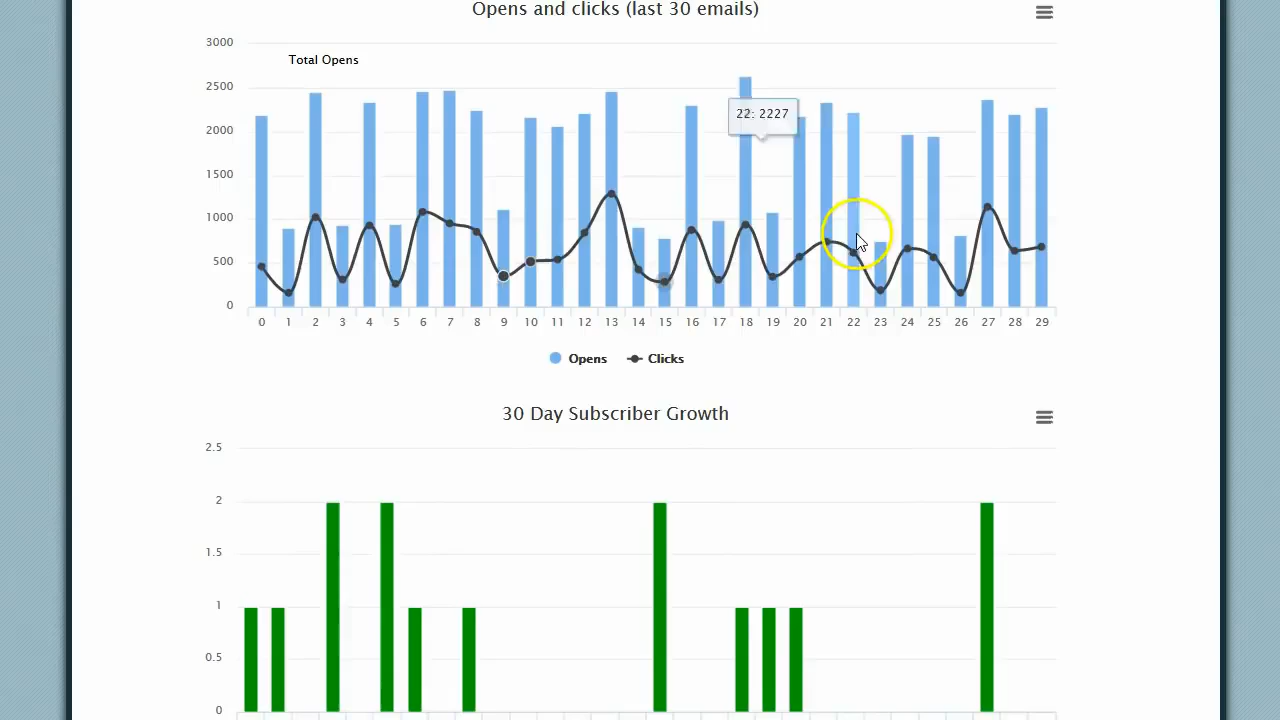 Opens and clicks (last 30 emails)
3000
Total Opens
2500
22: 2227
2000
1500
1000
500
0
0 1 2 3 4 5 6 7 8 9 10 11 12 13 14 15 16 17 18 19 20 21 22 23 24 25 26 27 28 29
Opens Clicks
30 Day Subscriber Growth
2.5
2
1.5
1
0.5
0